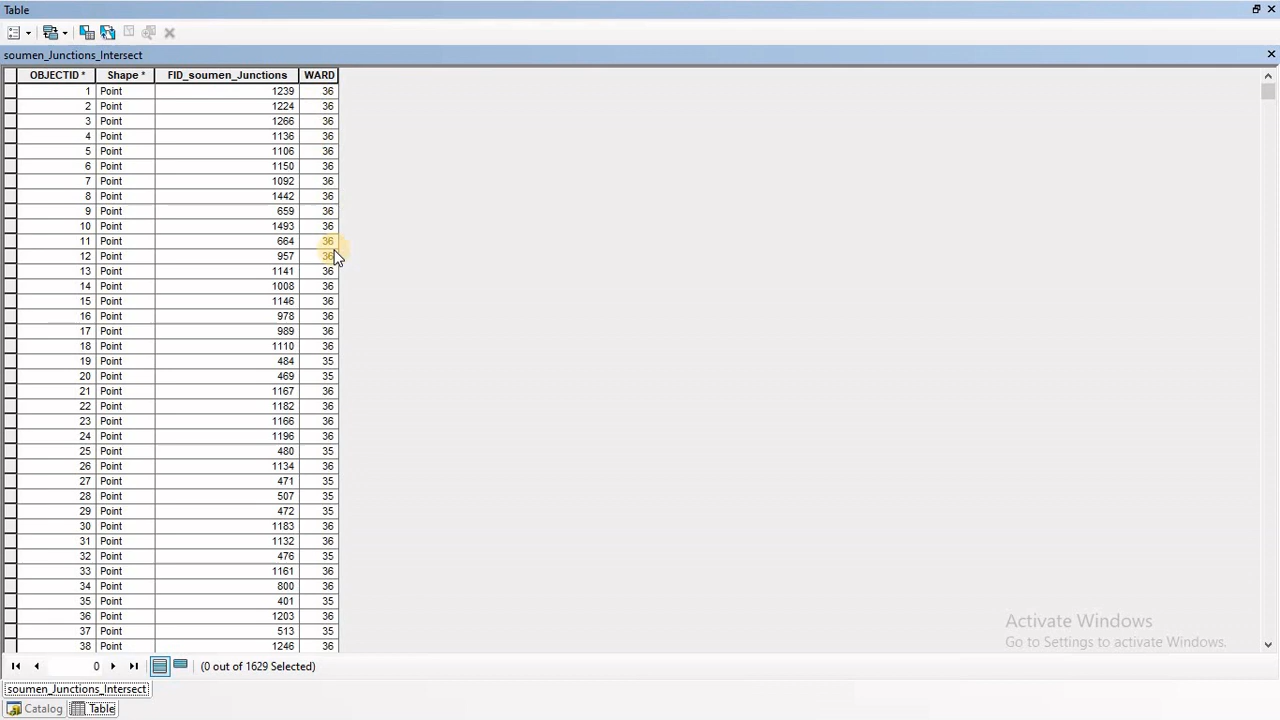 Table
soumen_Junctions_Intersect
OBJECTID * Shape * FID_soumen_Junctions WARD
1 Point 1239 36
2 Point 1224 36
3 Point 1266 36
4 Point 1136 36
5 Point 1106 36
6 Point 1150 36
7 Point 1092 36
8 Point 1442 36
9 Point 659 36
10 Point 1493 36
11 Point 664 36
12 Point 957 36
13 Point 1141 36
14 Point 1008 36
15 Point 1146 36
16 Point 978 36
17 Point 989 36
18 Point 1110 36
19 Point 484 35
20 Point 469 35
21 Point 1167 36
22 Point 1182 36
23 Point 1166 36
24 Point 1196 36
25 Point 480 35
26 Point 1134 36
27 Point 471 35
28 Point 507 35
29 Point 472 35
30 Point 1183 36
31 Point 1132 36
32 Point 476 35
33 Point 1161 36
34 Point 800 36
35 Point 401 35
36 Point 1203 36
37 Point 513 35
38 Point 1246 36
Activate Windows
Go to Settings to activate Windows.
0 (0 out of 1629 Selected)
soumen_Junctions_Intersect
Catalog Table